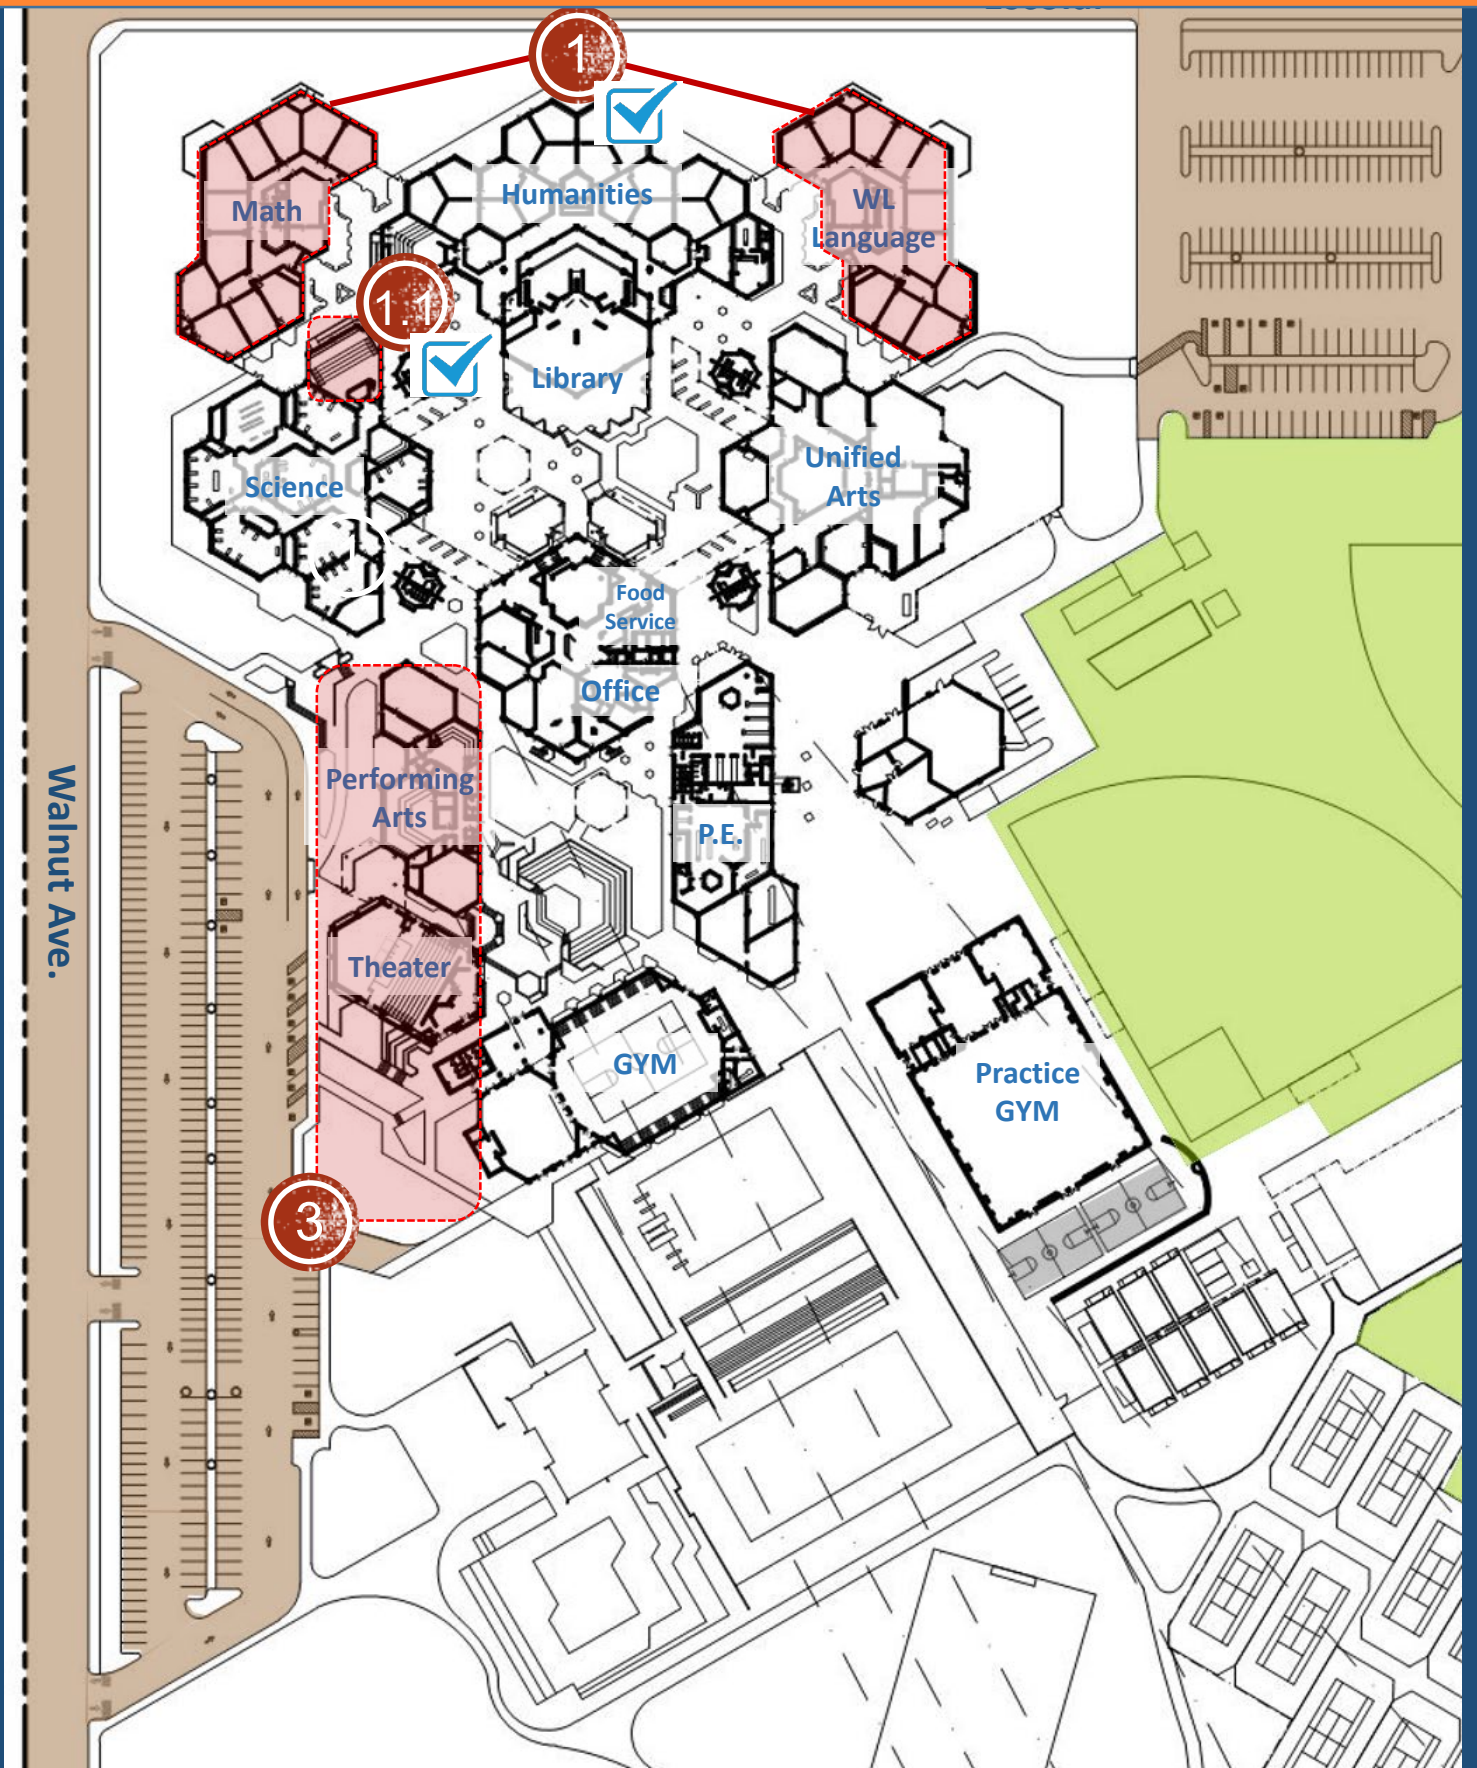 1
Humanities
Math
WL
Language
1.1
Library
Unified
Arts
Science
Food
Service
Office
Performing
Arts
P.E.
Walnut Ave.
Theater
GYM
Practice
GYM
3